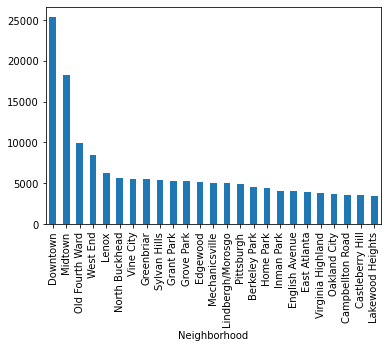 25000
20000
15000
10000
5000
0
Downtown
Midtown
Old Fourth Ward
West End
Lenox
North Buckhead
Vine City
Greenbriar
Sylvan Hills
Grant Park
Grove Park
Edgewood
Mechanicsville
Lindbergh/Morosgo
Pittsburgh
Berkeley Park
Home Park
Inman Park
English Avenue
East Atlanta
Virginia Highland
Oakland City
Campbellton Road
Castleberry Hill
Lakewood Heights
Neighborhood